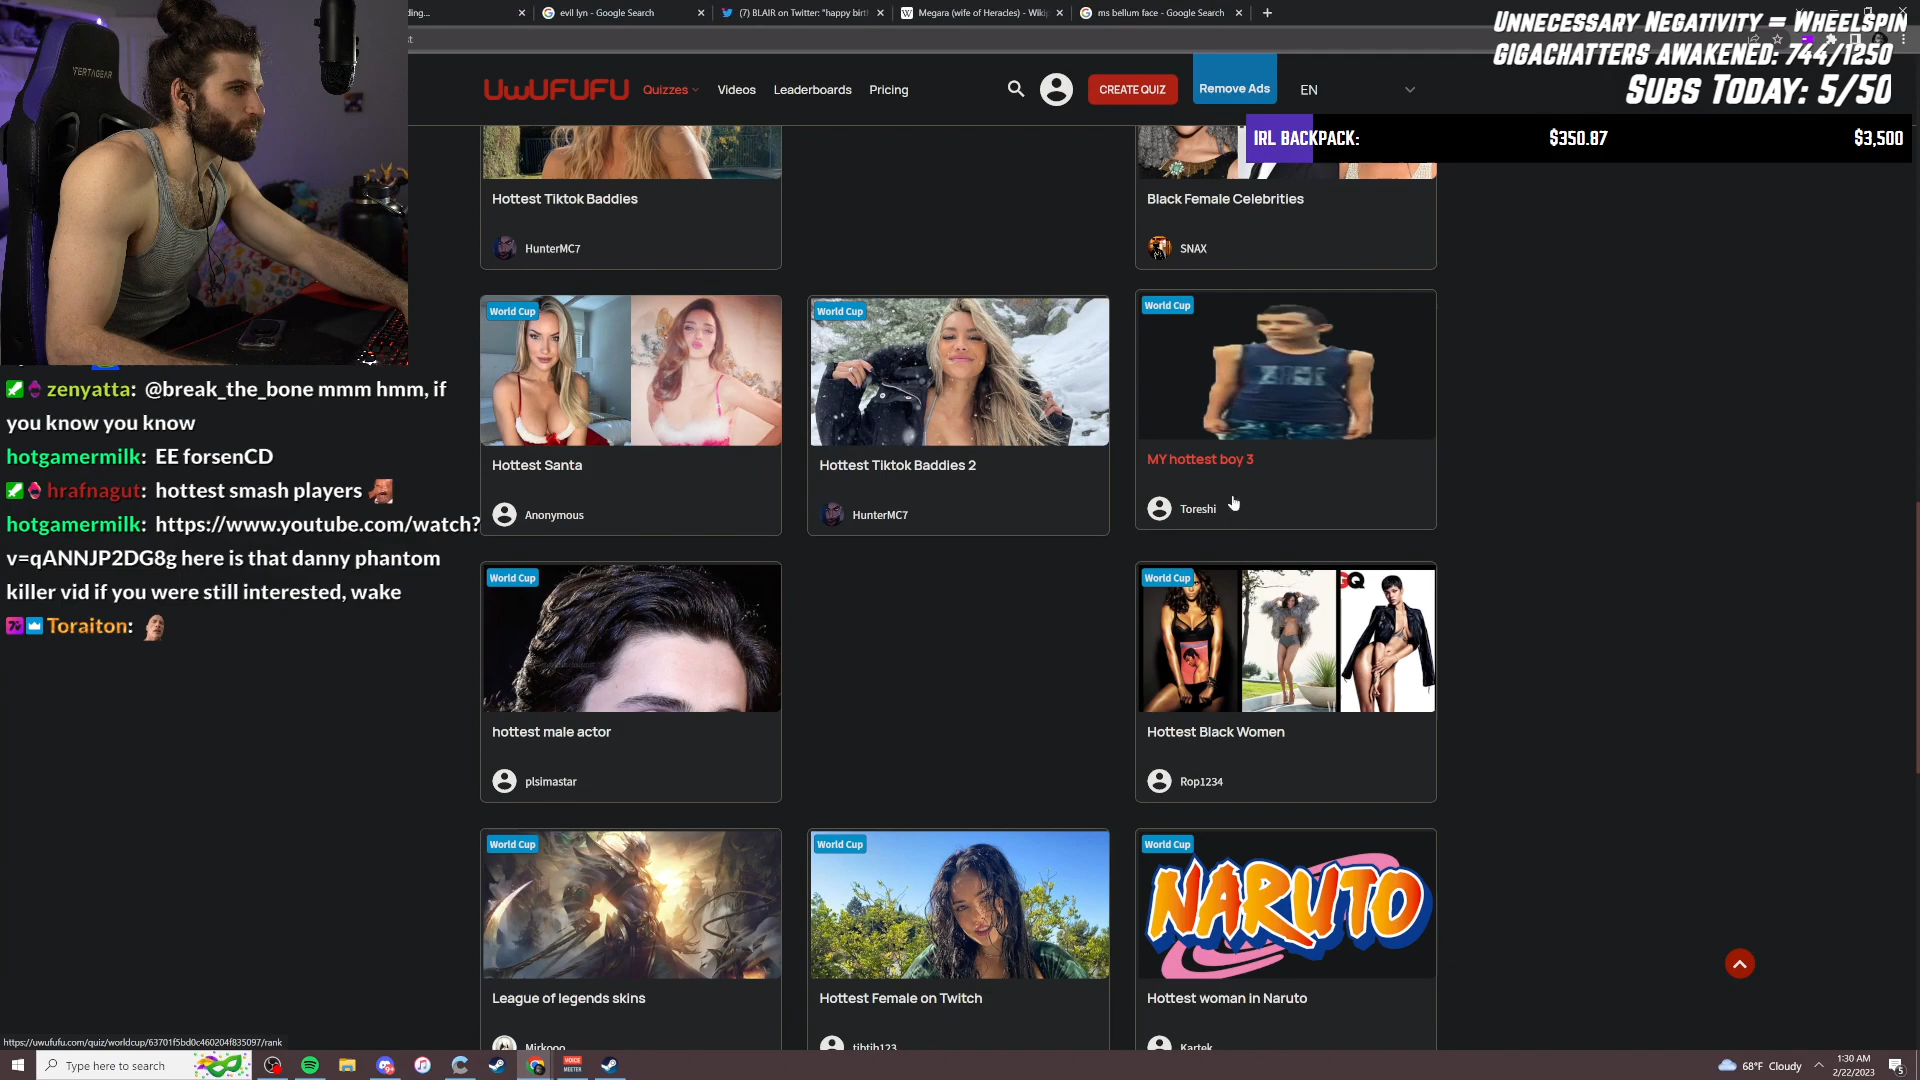 ding...
evil lyn - Google Search
(7) BLAIR on Twitter: "happy birt
Megara (wife of Heracles) - Wiki
ms bellum face - Google Search
Unnecessary Negativity = Wheelspin
GigaChatters Awakened: 744/1250
Subs Today: 5/50
IRL BACKPACK:
$350.87
$3,500
UwUFUFU
Quizzes
Videos
Leaderboards
Pricing
CREATE QUIZ
Remove Ads
EN
VERTAGEAR
Hottest Tiktok Baddies
HunterMC7
Black Female Celebrities
SNAX
World Cup
Hottest Santa
Anonymous
World Cup
Hottest Tiktok Baddies 2
HunterMC7
World Cup
MY hottest boy 3
Toreshi
World Cup
hottest male actor
plsimastar
World Cup
GQ
Hottest Black Women
Rop1234
World Cup
League of legends skins
Mirkooo
World Cup
Hottest Female on Twitch
tibtib123
World Cup
NARUTO
Hottest woman in Naruto
Kartek
zenyatta: @break_the_bone mmm hmm, if
you know you know
hotgamermilk: EE forsenCD
hrafnagut: hottest smash players
hotgamermilk: https://www.youtube.com/watch?
v=qANNJP2DG8g here is that danny phantom
killer vid if you were still interested, wake
Toraiton:
https://uwufufu.com/quiz/worldcup/63701f5bd0c460204f835097/rank
Type here to search
VOICE
MEETER
68°F Cloudy
1:30 AM
2/22/2023
5